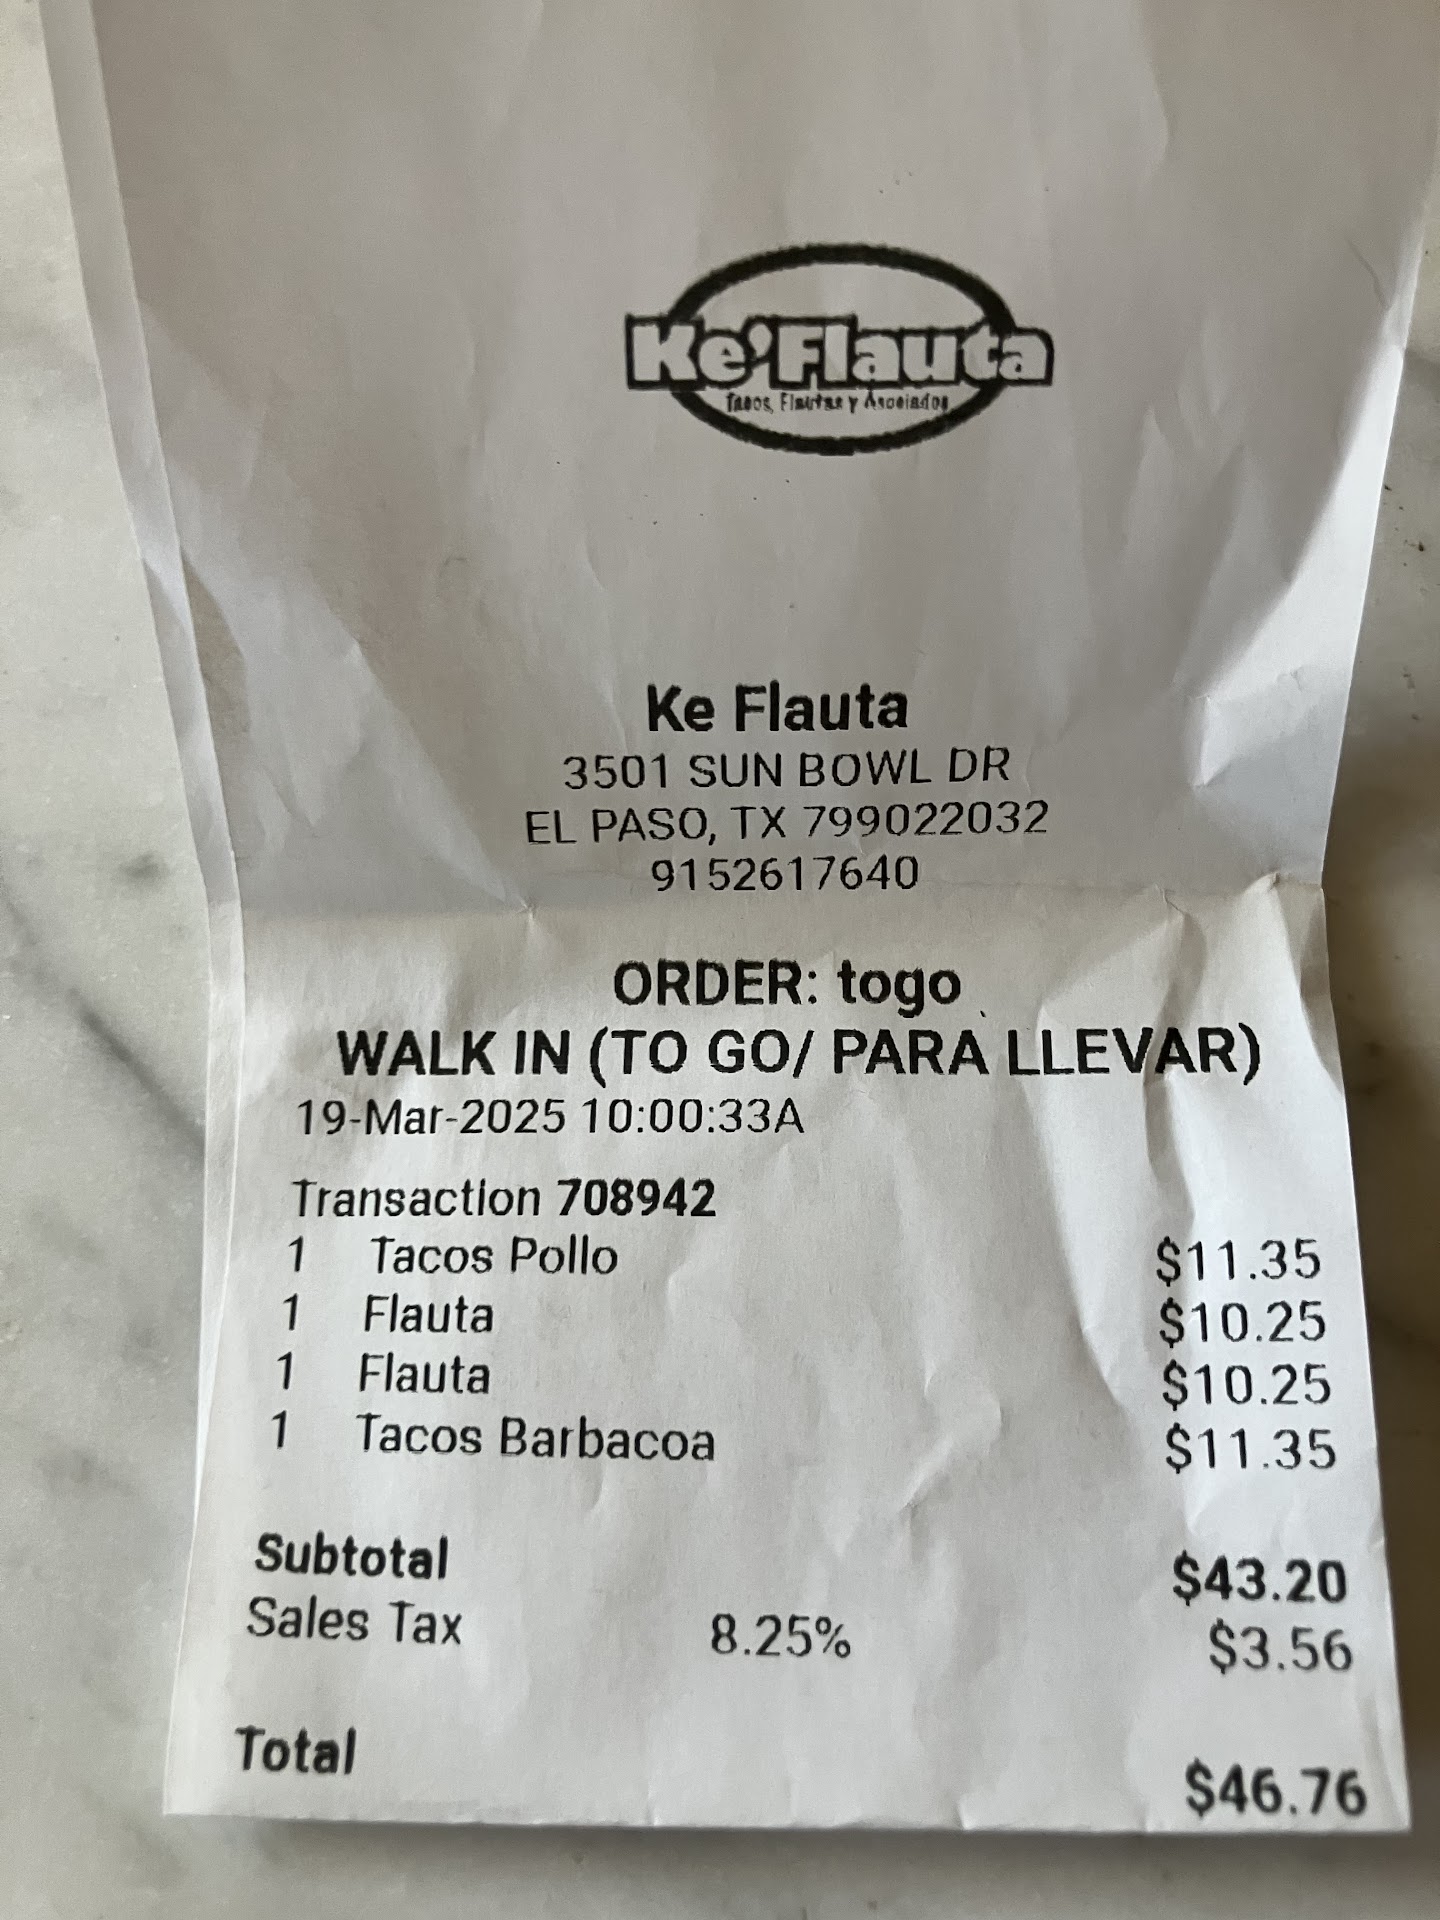 Ke'Flauta
Tacos, Flautas y Asociados
Ke Flauta
3501 SUN BOWL DR
EL PASO, TX 799022032
9152617640
ORDER: togo
WALK IN (TO GO/ PARA LLEVAR)
19-Mar-2025 10:00:33A
Transaction 708942
1 Tacos Pollo $11.35
1 Flauta $10.25
1 Flauta $10.25
1 Tacos Barbacoa $11.35
Subtotal $43.20
Sales Tax 8.25% $3.56
Total $46.76